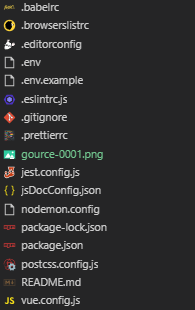 .babelrc
.browserslistrc
.editorconfig
.env
.env.example
.eslintrc.js
.gitignore
.prettierrc
gource-0001.png
jest.config.js
jsDocConfig.json
nodemon.config
package-lock.json
package.json
postcss.config.js
README.md
vue.config.js